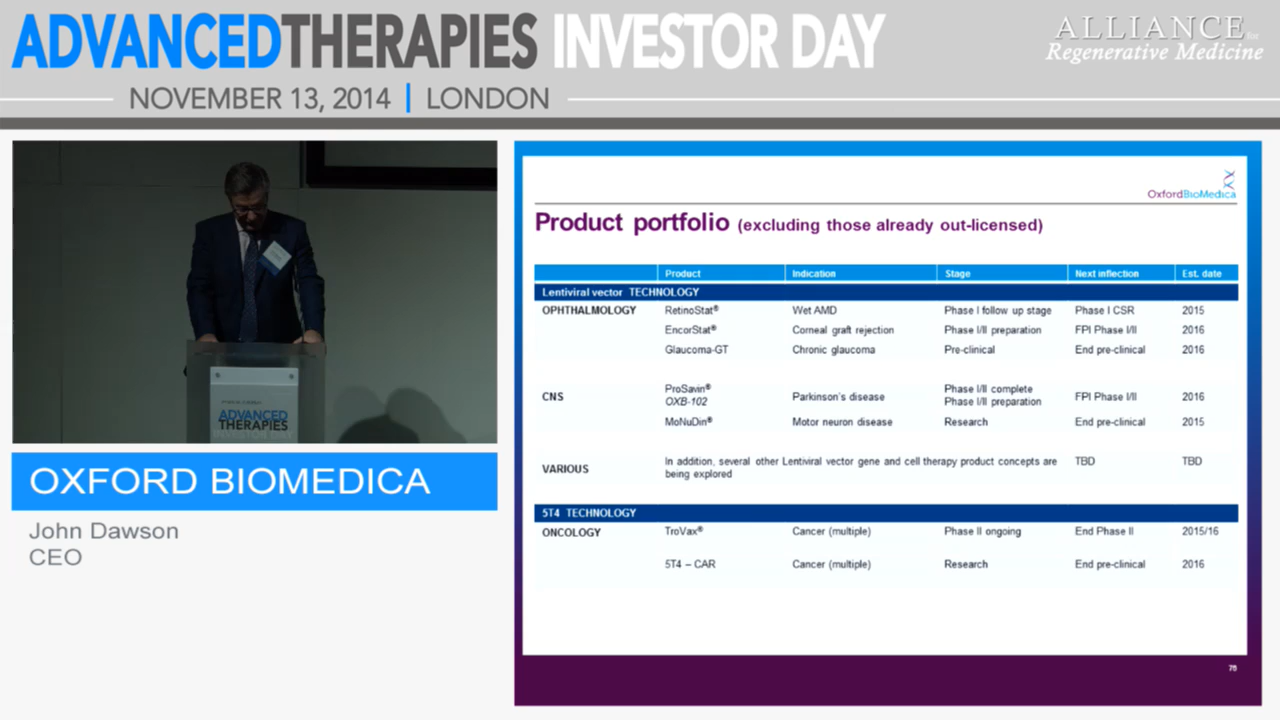 ADVANCEDTHERAPIES INVESTOR DAY
NOVEMBER 13, 2014 | LONDON
ALLIANCE for
Regenerative Medicine
ADVANCED
THERAPIES
INVESTOR DAY
OXFORD BIOMEDICA
John Dawson
CEO
OxfordBioMedica
Product portfolio (excluding those already out-licensed)
Product Indication Stage Next inflection Est. date
Lentiviral vector TECHNOLOGY
OPHTHALMOLOGY RetinoStat® Wet AMD Phase I follow up stage Phase I CSR 2015
EncorStat® Corneal graft rejection Phase I/II preparation FPI Phase I/II 2016
Glaucoma-GT Chronic glaucoma Pre-clinical End pre-clinical 2016
CNS ProSavin® Parkinson's disease Phase I/II complete FPI Phase I/II 2016
OXB-102 Phase I/II preparation
MoNuDin® Motor neuron disease Research End pre-clinical 2015
VARIOUS In addition, several other Lentiviral vector gene and cell therapy product concepts are TBD TBD
being explored
5T4 TECHNOLOGY
ONCOLOGY TroVax® Cancer (multiple) Phase II ongoing End Phase II 2015/16
5T4 – CAR Cancer (multiple) Research End pre-clinical 2016